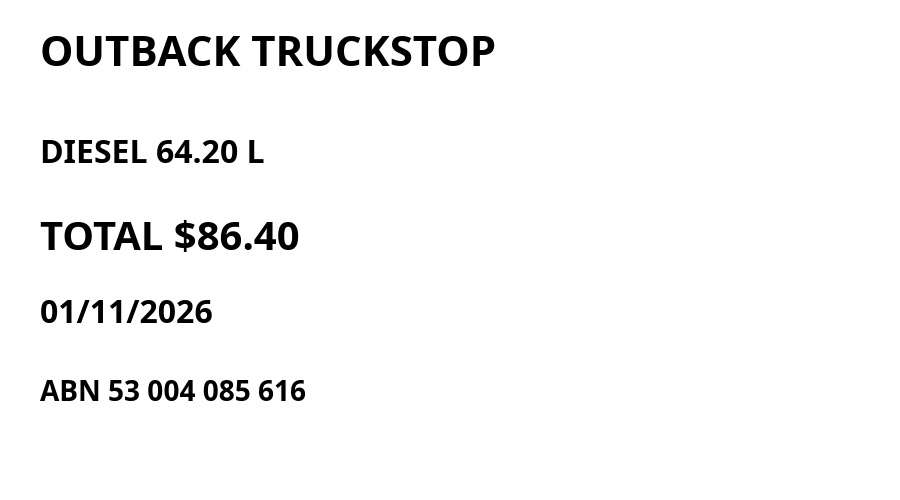 OUTBACK TRUCKSTOP
DIESEL 64.20 L
TOTAL $86.40
01/11/2026
ABN 53 004 085 616